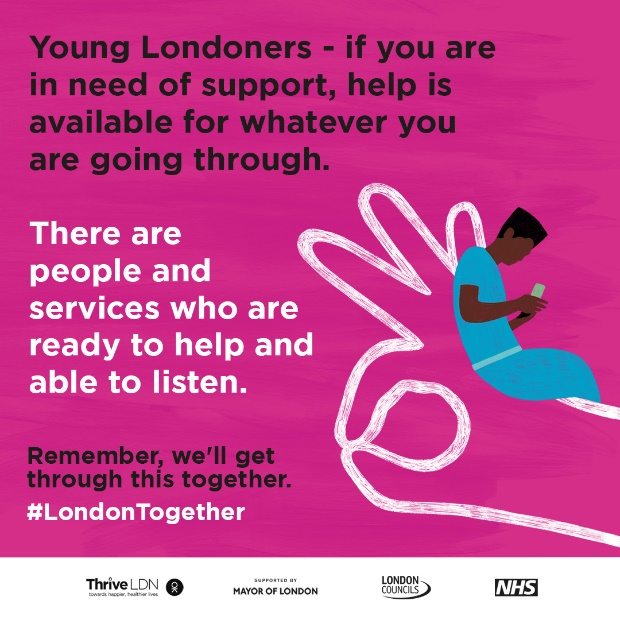 Young Londoners - if you are
in need of support, help is
available for whatever you
are going through.
There are
people and
services who are
ready to help and
able to listen.
Remember, we'll get
through this together.
#LondonTogether
Thrive LDN
towards happier, healthier lives
SUPPORTED BY
MAYOR OF LONDON
LONDON
COUNCILS
NHS